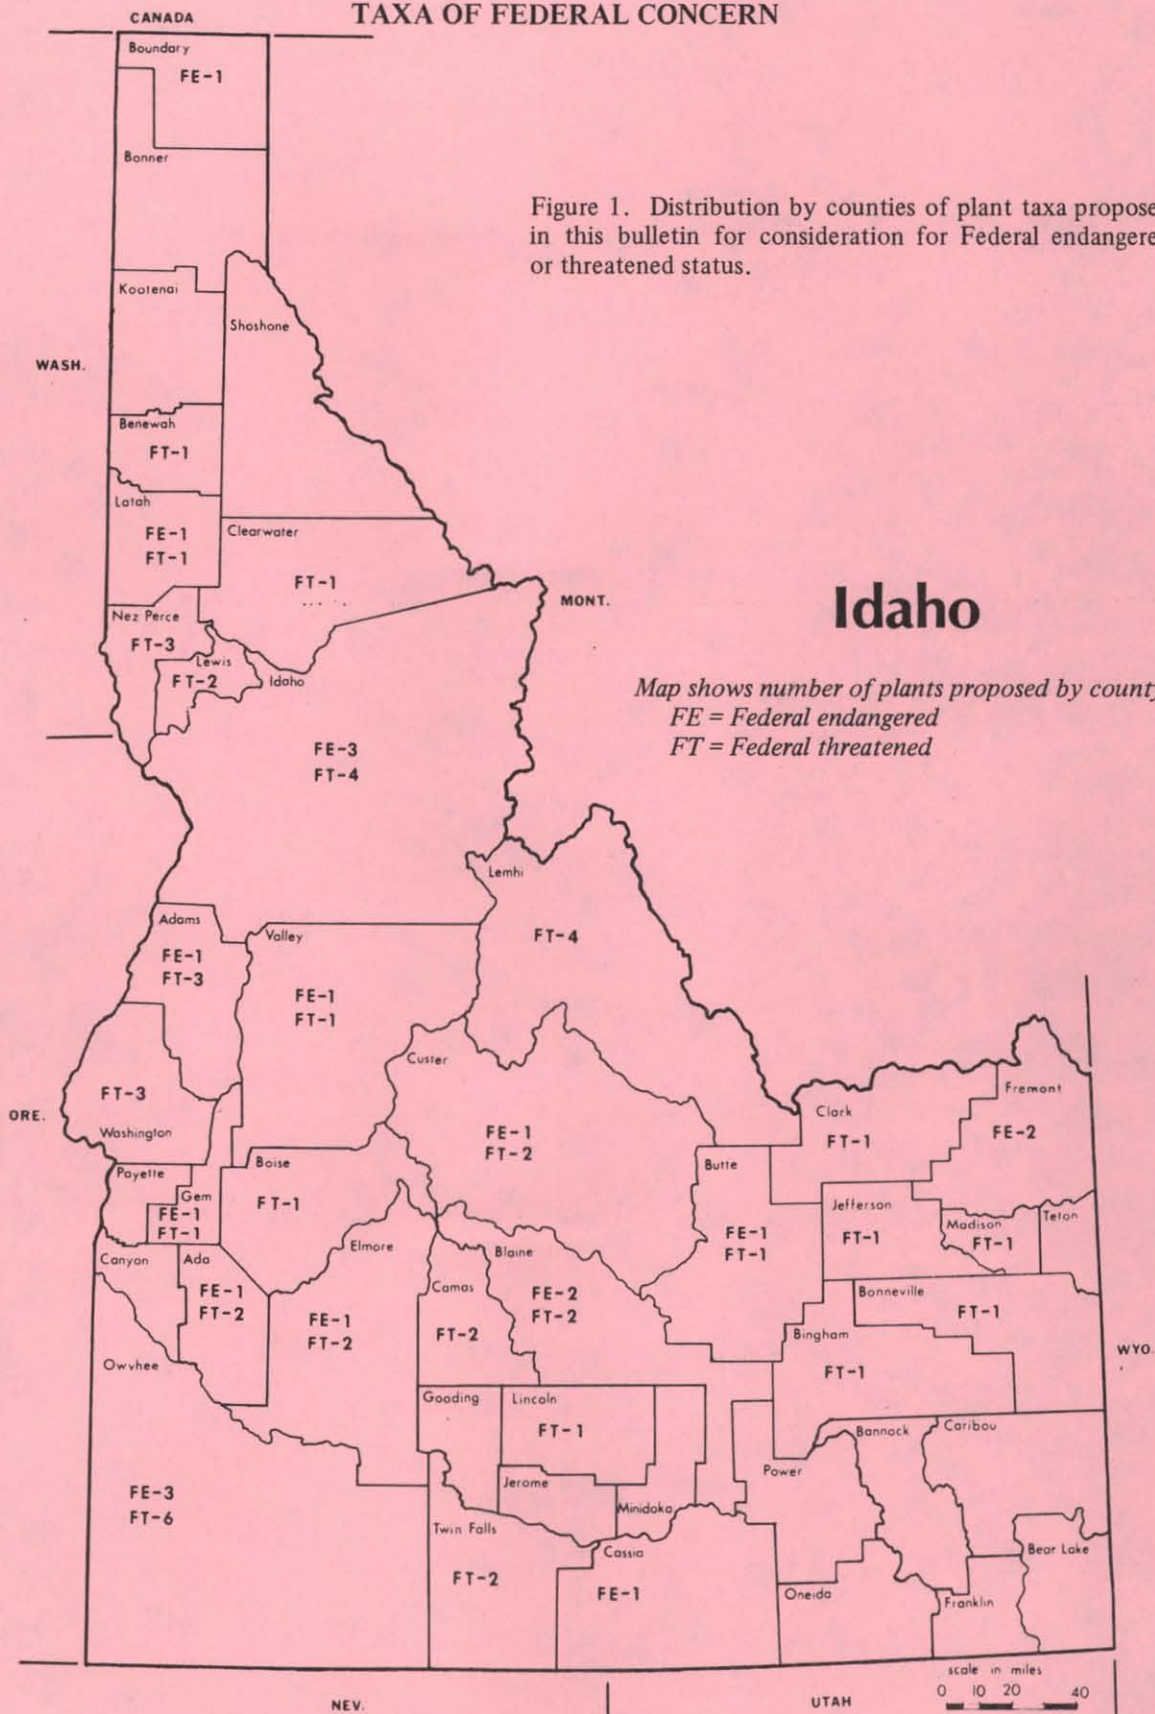 TAXA OF FEDERAL CONCERN
CANADA
Boundary
FE-1
Bonner
Figure 1. Distribution by counties of plant taxa propose
in this bulletin for consideration for Federal endangere
or threatened status.
Kootenai
Shoshone
WASH.
Benewah
FT-1
Latah
FE-1
FT-1
Clearwater
FT-1
MONT.
Idaho
Nez Perce
FT-3
Lewis
FT-2
Idaho
Map shows number of plants proposed by county
FE = Federal endangered
FT = Federal threatened
FE-3
FT-4
Lemhi
FT-4
Adams
FE-1
FT-3
Valley
FE-1
FT-1
Custer
FE-1
FT-2
ORE.
FT-3
Washington
Clark
FT-1
Fremont
FE-2
Payette
Gem
FE-1
FT-1
Boise
FT-1
Butte
FE-1
FT-1
Jefferson
FT-1
Madison
FT-1
Teton
Canyon
Ada
FE-1
FT-2
Elmore
FE-1
FT-2
Camas
FT-2
Blaine
FE-2
FT-2
Bonneville
FT-1
Bingham
FT-1
WYO.
Owyhee
FE-3
FT-6
Gooding
Lincoln
FT-1
Jerome
Minidoka
Power
Bannock
Caribou
Twin Falls
FT-2
Cassia
FE-1
Oneida
Franklin
Bear Lake
scale in miles
0 10 20 40
NEV.
UTAH